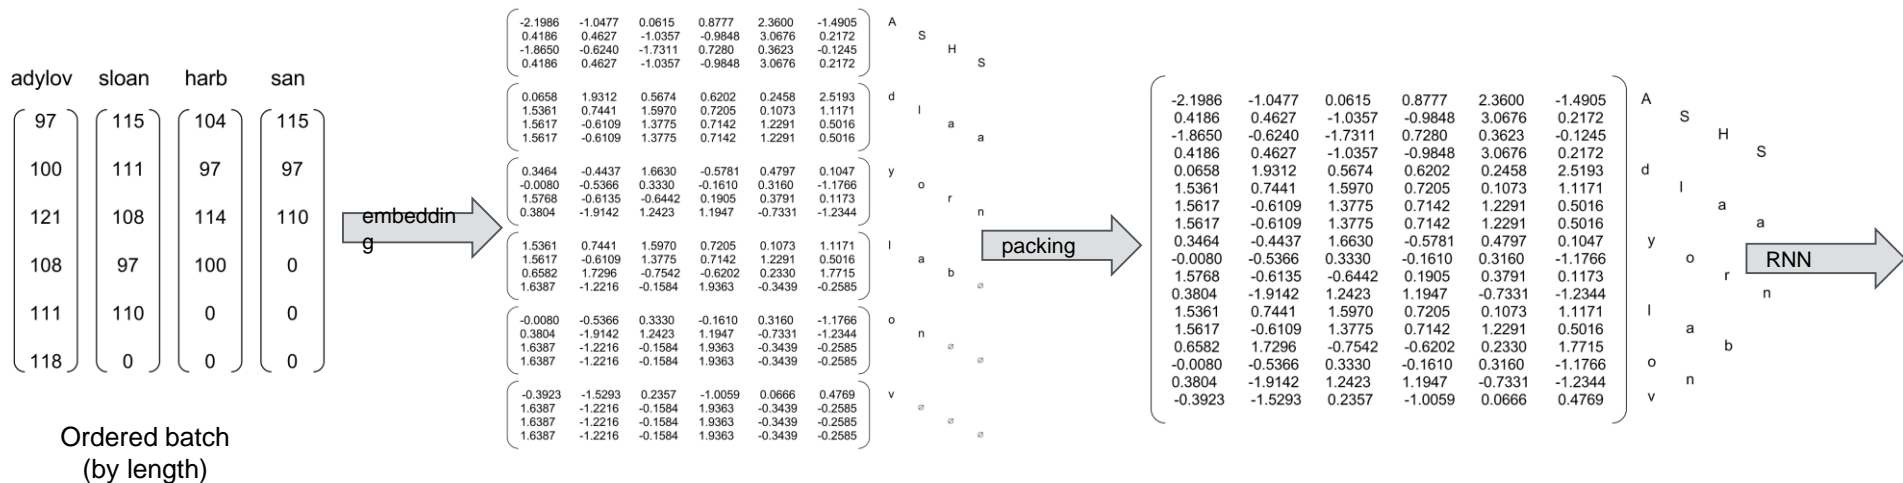 adylov sloan harb san
97 115 104 115
100 111 97 97
121 108 114 110
108 97 100 0
111 110 0 0
118 0 0 0
Ordered batch
(by length)
embeddin
g
-2.1986 -1.0477 0.0615 0.8777 2.3600 -1.4905 A
0.4186 0.4627 -1.0357 -0.9848 3.0676 0.2172 S
-1.8650 -0.6240 -1.7311 0.7280 0.3623 -0.1245 H
0.4186 0.4627 -1.0357 -0.9848 3.0676 0.2172 S
0.0658 1.9312 0.5674 0.6202 0.2458 2.5193 d
1.5361 0.7441 1.5970 0.7205 0.1073 1.1171 l
1.5617 -0.6109 1.3775 0.7142 1.2291 0.5016 a
1.5617 -0.6109 1.3775 0.7142 1.2291 0.5016 a
0.3464 -0.4437 1.6630 -0.5781 0.4797 0.1047 y
-0.0080 -0.5366 0.3330 -0.1610 0.3160 -1.1766 o
1.5768 -0.6135 -0.6442 0.1905 0.3791 0.1173 r
0.3804 -1.9142 1.2423 1.1947 -0.7331 -1.2344 n
1.5361 0.7441 1.5970 0.7205 0.1073 1.1171 l
1.5617 -0.6109 1.3775 0.7142 1.2291 0.5016 a
0.6582 1.7296 -0.7542 -0.6202 0.2330 1.7715 b
1.6387 -1.2216 -0.1584 1.9363 -0.3439 -0.2585 ∅
-0.0080 -0.5366 0.3330 -0.1610 0.3160 -1.1766 o
0.3804 -1.9142 1.2423 1.1947 -0.7331 -1.2344 n
1.6387 -1.2216 -0.1584 1.9363 -0.3439 -0.2585 ∅
1.6387 -1.2216 -0.1584 1.9363 -0.3439 -0.2585 ∅
-0.3923 -1.5293 0.2357 -1.0059 0.0666 0.4769 v
1.6387 -1.2216 -0.1584 1.9363 -0.3439 -0.2585 ∅
1.6387 -1.2216 -0.1584 1.9363 -0.3439 -0.2585 ∅
1.6387 -1.2216 -0.1584 1.9363 -0.3439 -0.2585 ∅
packing
-2.1986 -1.0477 0.0615 0.8777 2.3600 -1.4905 A
0.4186 0.4627 -1.0357 -0.9848 3.0676 0.2172 S
-1.8650 -0.6240 -1.7311 0.7280 0.3623 -0.1245 H
0.4186 0.4627 -1.0357 -0.9848 3.0676 0.2172 S
0.0658 1.9312 0.5674 0.6202 0.2458 2.5193 d
1.5361 0.7441 1.5970 0.7205 0.1073 1.1171 l
1.5617 -0.6109 1.3775 0.7142 1.2291 0.5016 a
1.5617 -0.6109 1.3775 0.7142 1.2291 0.5016 a
0.3464 -0.4437 1.6630 -0.5781 0.4797 0.1047 y
-0.0080 -0.5366 0.3330 -0.1610 0.3160 -1.1766 o
1.5768 -0.6135 -0.6442 0.1905 0.3791 0.1173 r
0.3804 -1.9142 1.2423 1.1947 -0.7331 -1.2344 n
1.5361 0.7441 1.5970 0.7205 0.1073 1.1171 l
1.5617 -0.6109 1.3775 0.7142 1.2291 0.5016 a
0.6582 1.7296 -0.7542 -0.6202 0.2330 1.7715 b
-0.0080 -0.5366 0.3330 -0.1610 0.3160 -1.1766 o
0.3804 -1.9142 1.2423 1.1947 -0.7331 -1.2344 n
-0.3923 -1.5293 0.2357 -1.0059 0.0666 0.4769 v
RNN